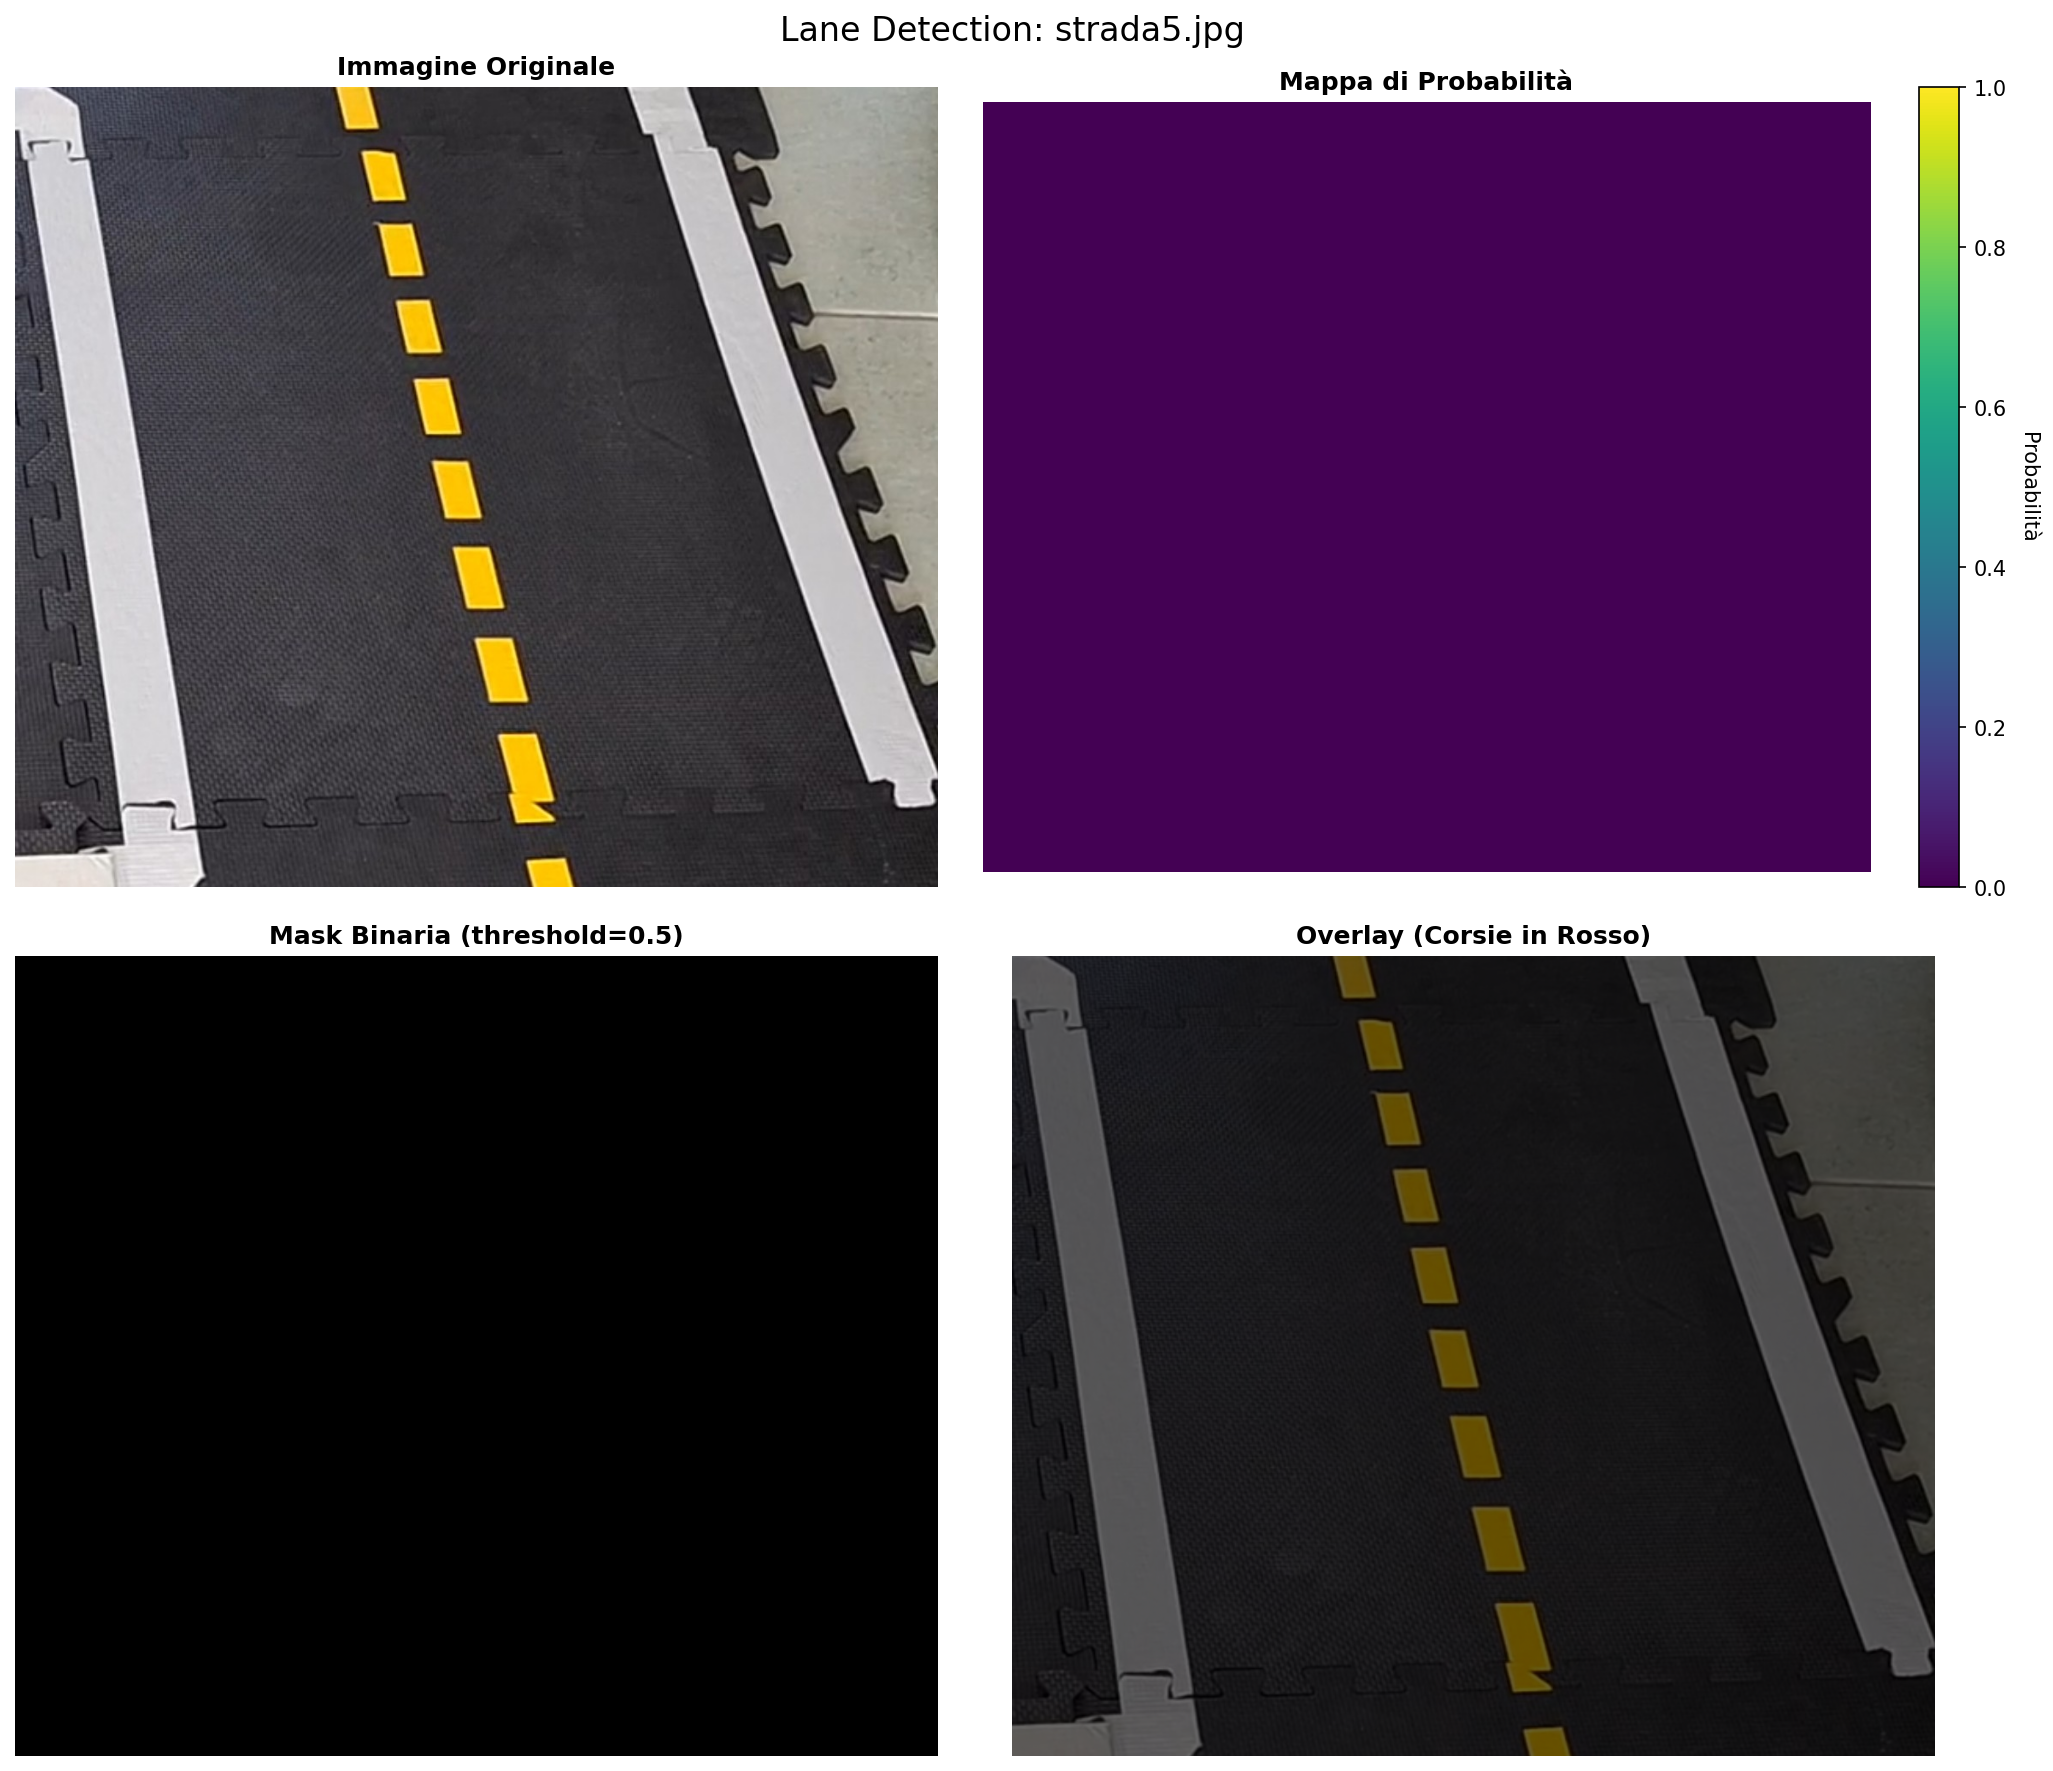 Lane Detection: strada5.jpg
Immagine Originale
Mappa di Probabilità
1.0
0.8
0.6
0.4
0.2
0.0
Probabilità
Mask Binaria (threshold=0.5)
Overlay (Corsie in Rosso)